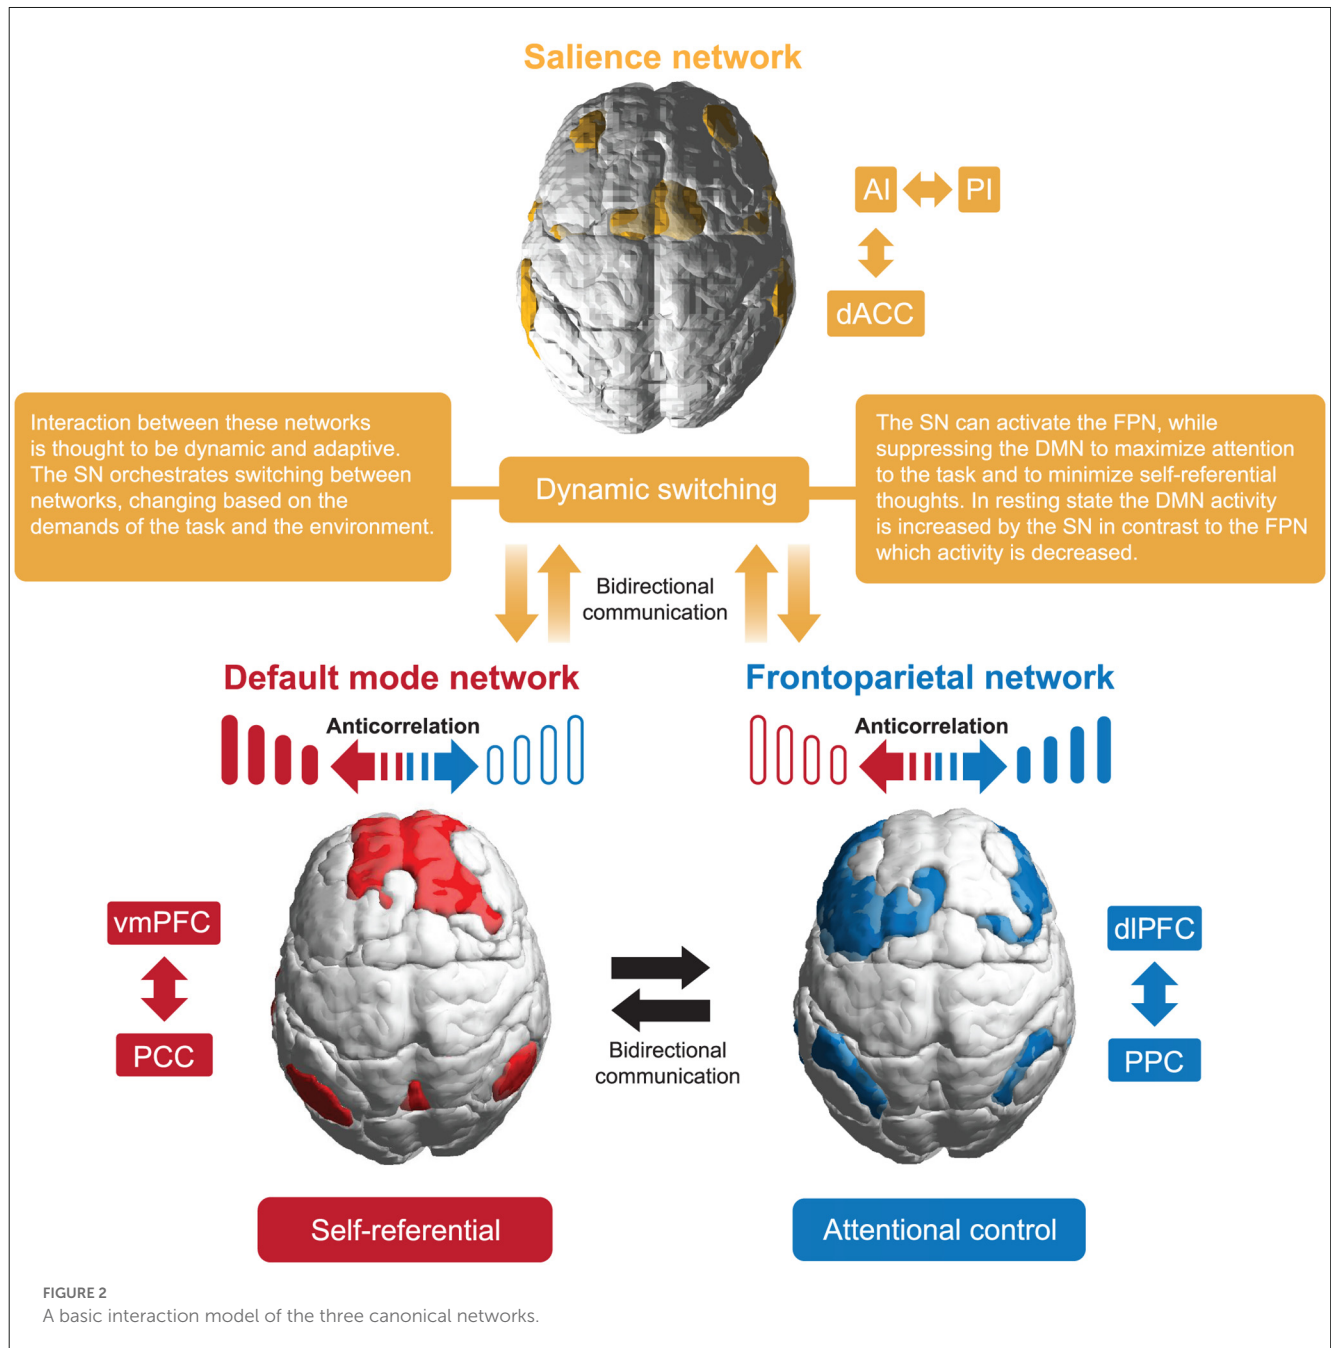 Salience network
AI
PI
dACC
Interaction between these networks
is thought to be dynamic and adaptive.
The SN orchestrates switching between
networks, changing based on the
demands of the task and the environment.
Dynamic switching
The SN can activate the FPN, while
suppressing the DMN to maximize attention
to the task and to minimize self-referential
thoughts. In resting state the DMN activity
is increased by the SN in contrast to the FPN
which activity is decreased.
Bidirectional
communication
Default mode network
Anticorrelation
Frontoparietal network
Anticorrelation
vmPFC
PCC
Bidirectional
communication
dlPFC
PPC
Self-referential
Attentional control
FIGURE 2
A basic interaction model of the three canonical networks.